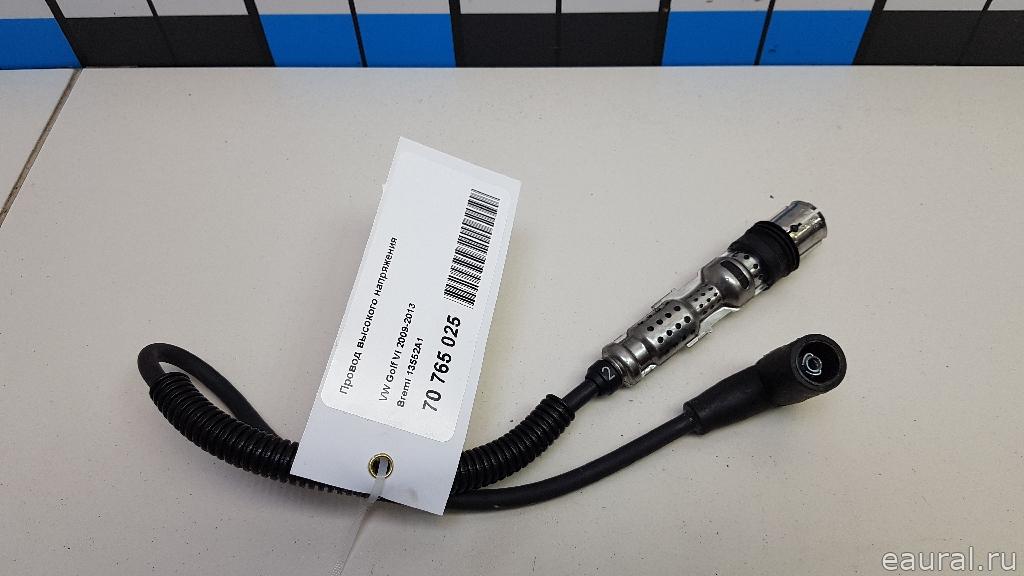 Провод высокого напряжения
VW Golf VI 2009-2013
Bremi 13552A1
70 765 025
2
eaural.ru